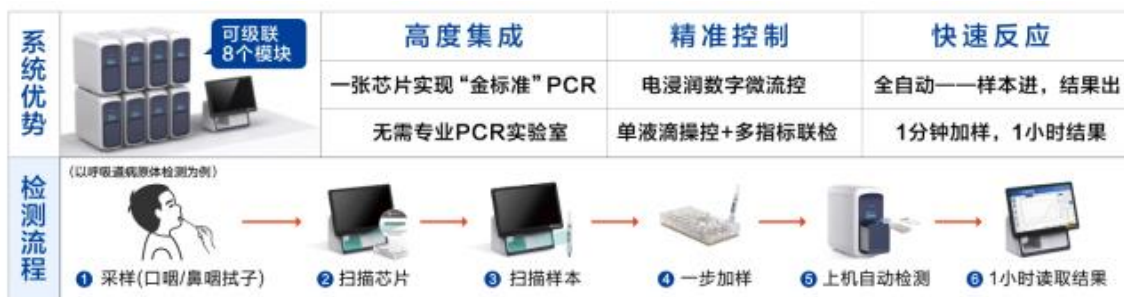 系统优势
可级联
8个模块
高度集成
精准控制
快速反应
一张芯片实现“金标准”PCR
电浸润数字微流控
全自动——样本进，结果出
无需专业PCR实验室
单液滴操控+多指标联检
1分钟加样，1小时结果
检测流程
(以呼吸道病原体检测为例)
1 采样(口咽/鼻咽拭子)
2 扫描芯片
3 扫描样本
4 一步加样
5 上机自动检测
6 1小时读取结果